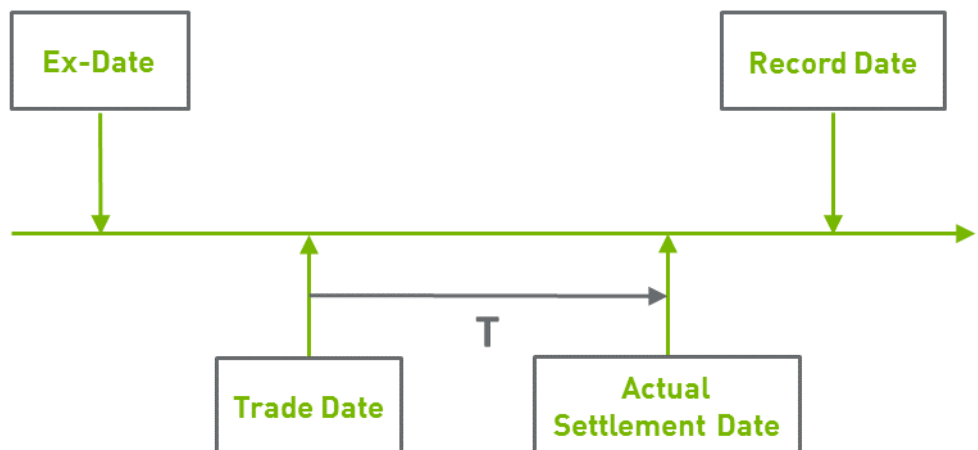 Ex-Date
Record Date
T
Trade Date
Actual
Settlement Date